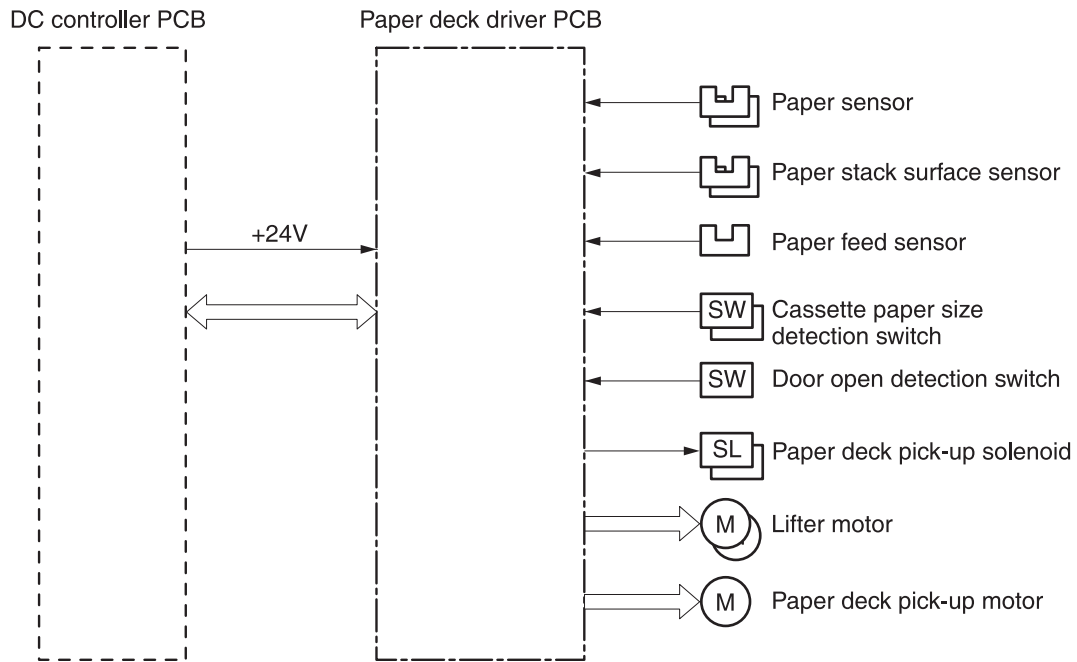 DC controller PCB
Paper deck driver PCB
Paper sensor
Paper stack surface sensor
+24V
Paper feed sensor
SW
Cassette paper size
detection switch
SW
Door open detection switch
SL
Paper deck pick-up solenoid
M
Lifter motor
M
Paper deck pick-up motor